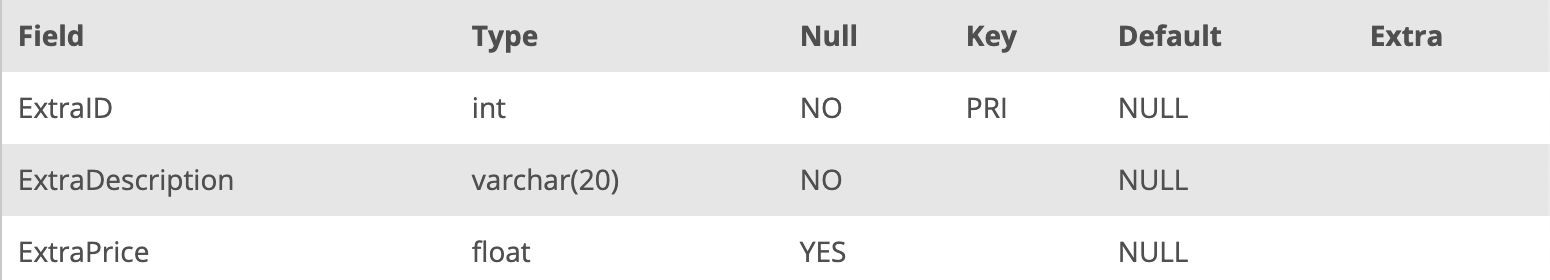 Field Type Null Key Default Extra
ExtraID int NO PRI NULL
ExtraDescription varchar(20) NO NULL
ExtraPrice float YES NULL